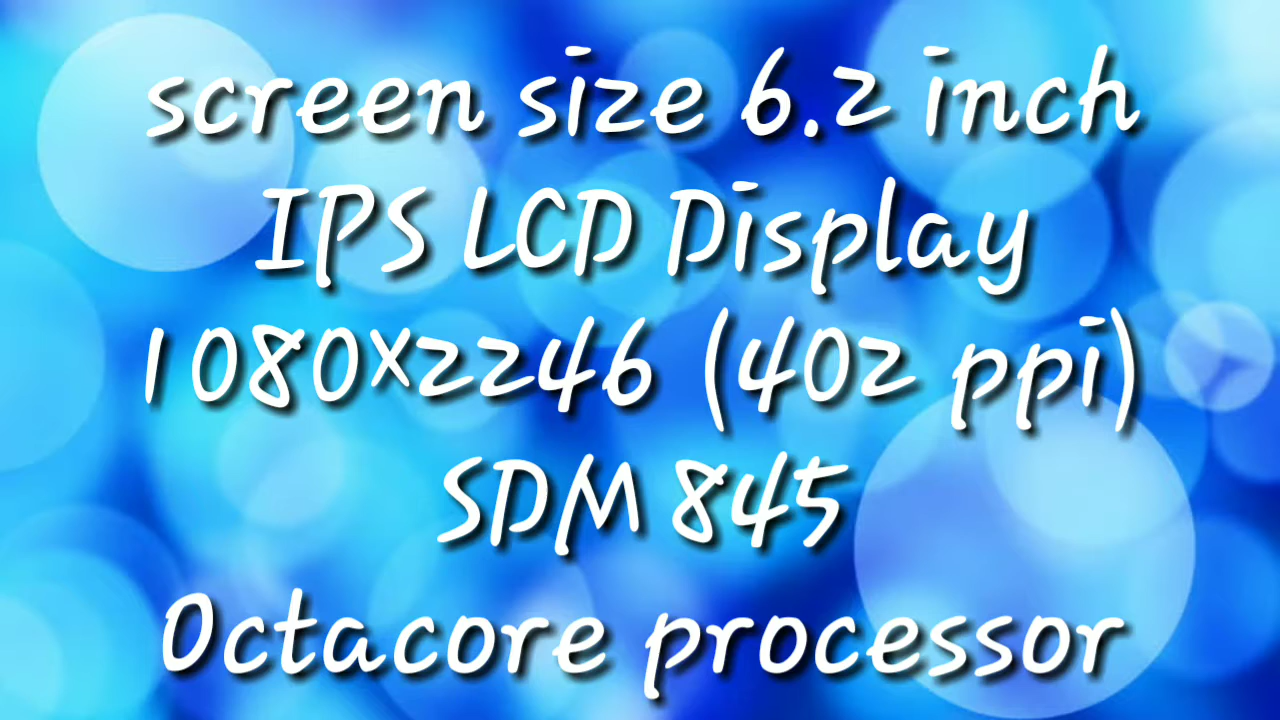 screen size 6.2 inch
IPS LCD Display
1080x2246 (402 ppi)
SDM 845
Octacore processor